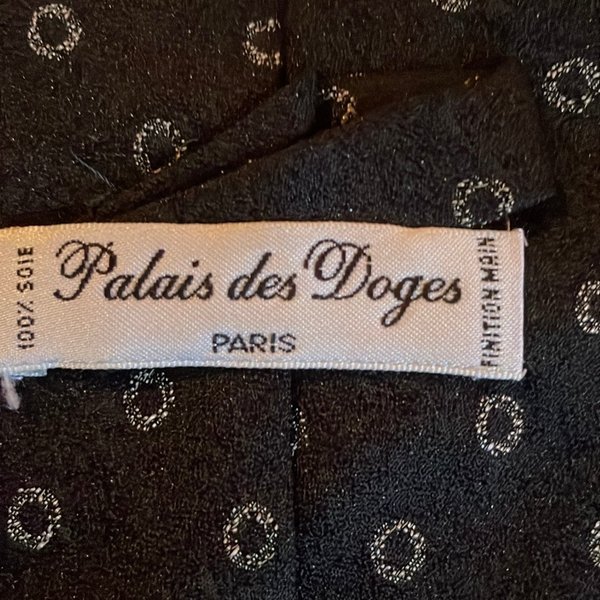 100% SOIE
Palais des Doges
PARIS
FINITION MAIN